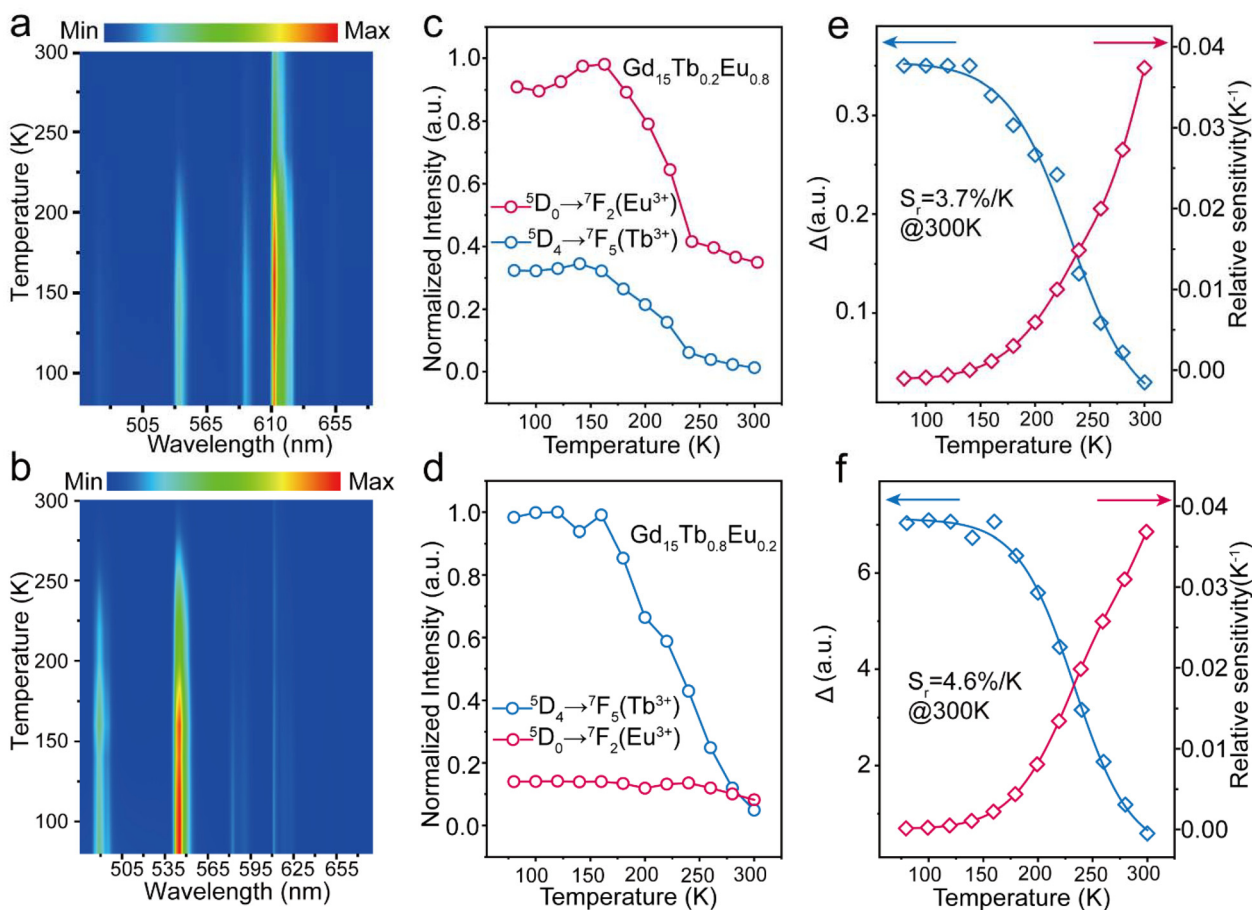 a
Min
Max
300
250
200
150
100
Temperature (K)
505 565 610 655
Wavelength (nm)
b
Min
Max
300
250
200
150
100
Temperature (K)
505 535 565 595 625 655
Wavelength (nm)
c
1.0
0.8
0.6
0.4
0.2
0.0
Normalized Intensity (a.u.)
Gd₁₅Tb₀.₂Eu₀.₈
⁵D₀→⁷F₂(Eu³⁺)
⁵D₄→⁷F₅(Tb³⁺)
100 150 200 250 300
Temperature (K)
d
1.0
0.8
0.6
0.4
0.2
0.0
Normalized Intensity (a.u.)
Gd₁₅Tb₀.₈Eu₀.₂
⁵D₄→⁷F₅(Tb³⁺)
⁵D₀→⁷F₂(Eu³⁺)
100 150 200 250 300
Temperature (K)
e
0.3
0.2
0.1
Δ(a.u.)
Sᵣ=3.7%/K
@300K
0.04
0.03
0.02
0.01
0.00
Relative sensitivity(K⁻¹)
100 150 200 250 300
Temperature (K)
f
6
4
2
Δ(a.u.)
Sᵣ=4.6%/K
@300K
0.04
0.03
0.02
0.01
0.00
Relative sensitivity(K⁻¹)
100 150 200 250 300
Temperature (K)